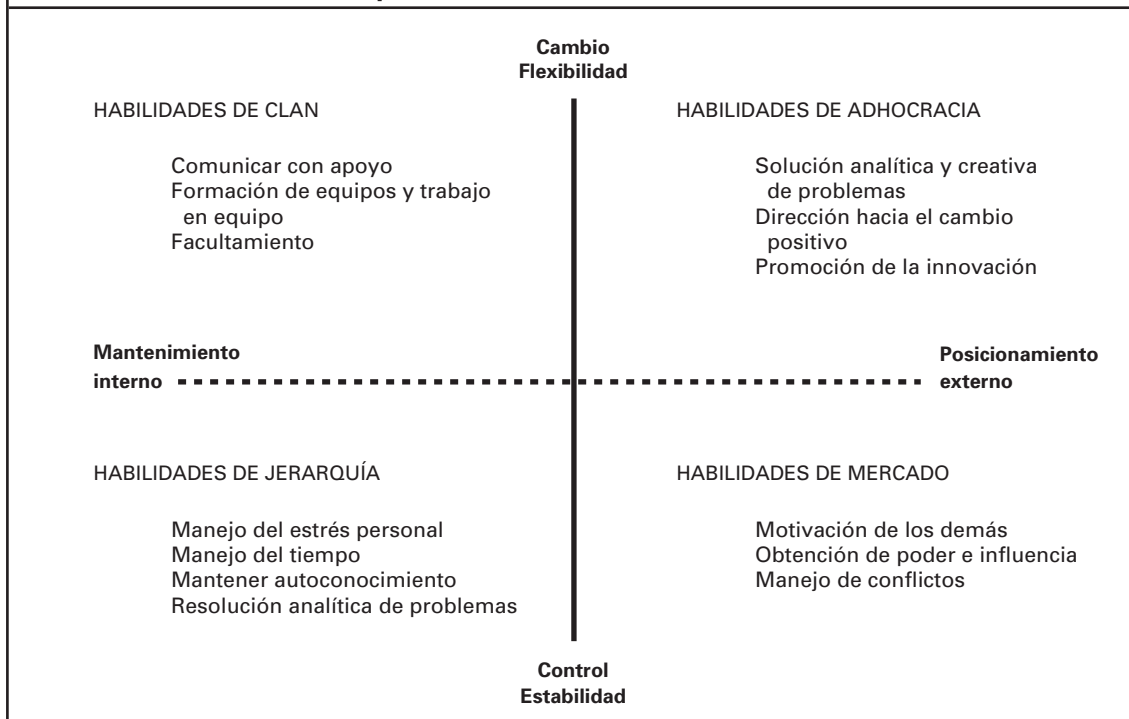 Cambio
Flexibilidad
HABILIDADES DE CLAN
Comunicar con apoyo
Formación de equipos y trabajo
en equipo
Facultamiento
HABILIDADES DE ADHOCRACIA
Solución analítica y creativa
de problemas
Dirección hacia el cambio
positivo
Promoción de la innovación
Mantenimiento
interno
Posicionamiento
externo
HABILIDADES DE JERARQUÍA
Manejo del estrés personal
Manejo del tiempo
Mantener autoconocimiento
Resolución analítica de problemas
HABILIDADES DE MERCADO
Motivación de los demás
Obtención de poder e influencia
Manejo de conflictos
Control
Estabilidad